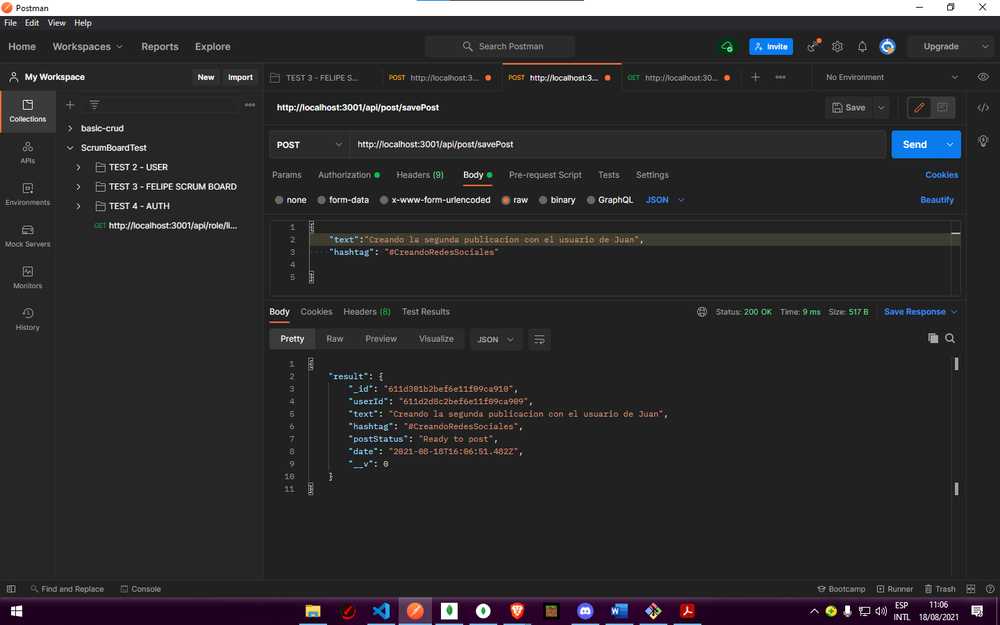 Postman
File Edit View Help
Home Workspaces Reports Explore Search Postman Invite Upgrade
My Workspace New Import
TEST 3 - FELIPE S... POST http://localhost:3... POST http://localhost:3... GET http://localhost:30... No Environment
Collections
APIs
Environments
Mock Servers
Monitors
History
basic-crud
ScrumBoardTest
TEST 2 - USER
TEST 3 - FELIPE SCRUM BOARD
TEST 4 - AUTH
GET http://localhost:3001/api/role/li...
http://localhost:3001/api/post/savePost Save
POST http://localhost:3001/api/post/savePost Send
Params Authorization Headers (9) Body Pre-request Script Tests Settings Cookies
none form-data x-www-form-urlencoded raw binary GraphQL JSON Beautify
1 {
2 "text":"Creando la segunda publicacion con el usuario de Juan",
3 "hashtag": "#CreandoRedesSociales"
4
5 }
Body Cookies Headers (8) Test Results Status: 200 OK Time: 9 ms Size: 517 B Save Response
Pretty Raw Preview Visualize JSON
1 {
2 "result": {
3 "_id": "611d301b2bef6e11f09ca910",
4 "userId": "611d2d8c2bef6e11f09ca909",
5 "text": "Creando la segunda publicacion con el usuario de Juan",
6 "hashtag": "#CreandoRedesSociales",
7 "postStatus": "Ready to post",
8 "date": "2021-08-18T16:06:51.482Z",
9 "__v": 0
10 }
11 }
Find and Replace Console Bootcamp Runner Trash
ESP
INTL
11:06
18/08/2021